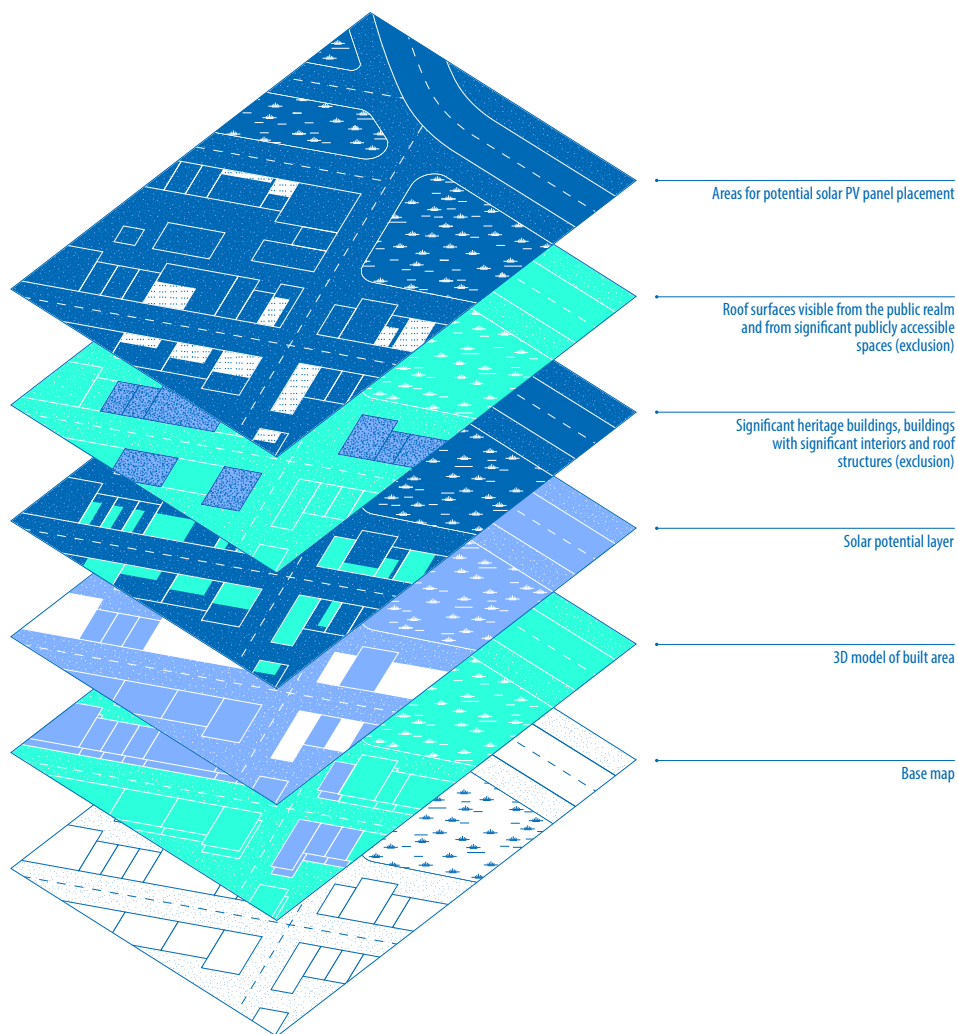 Areas for potential solar PV panel placement
Roof surfaces visible from the public realm
and from significant publicly accessible
spaces (exclusion)
Significant heritage buildings, buildings
with significant interiors and roof
structures (exclusion)
Solar potential layer
3D model of built area
Base map